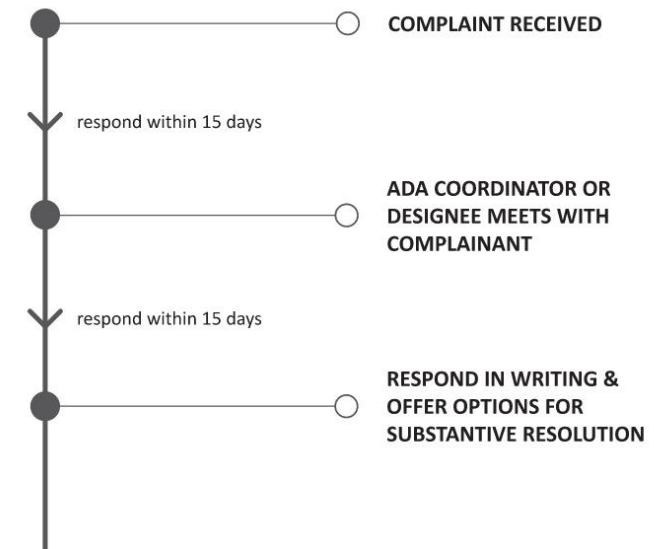 COMPLAINT RECEIVED
respond within 15 days
ADA COORDINATOR OR
DESIGNEE MEETS WITH
COMPLAINANT
respond within 15 days
RESPOND IN WRITING &
OFFER OPTIONS FOR
SUBSTANTIVE RESOLUTION